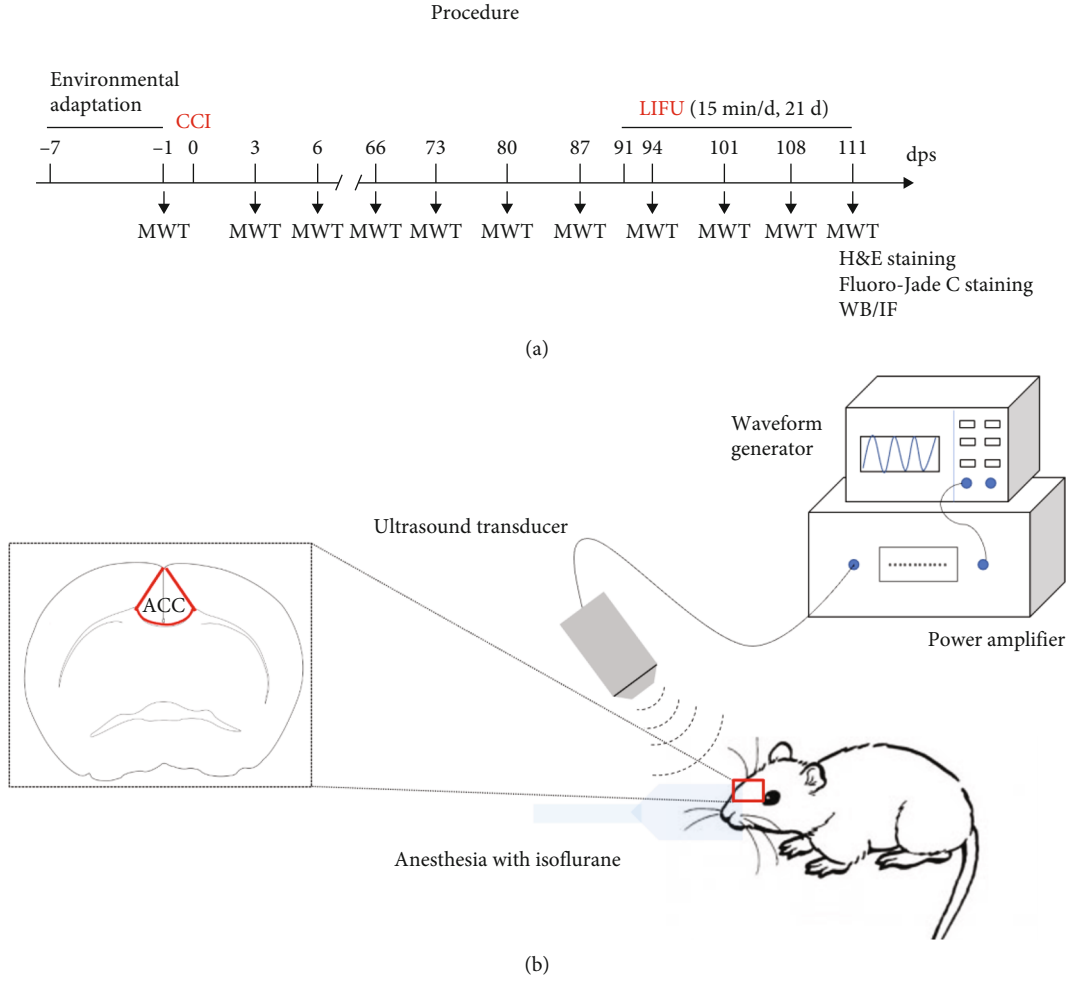 Procedure
Environmental
adaptation
CCI
LIFU (15 min/d, 21 d)
–7 –1 0 3 6 66 73 80 87 91 94 101 108 111 dps
MWT MWT MWT MWT MWT MWT MWT MWT MWT MWT MWT
H&E staining
Fluoro-Jade C staining
WB/IF
(a)
Waveform
generator
Ultrasound transducer
ACC
Power amplifier
Anesthesia with isoflurane
(b)